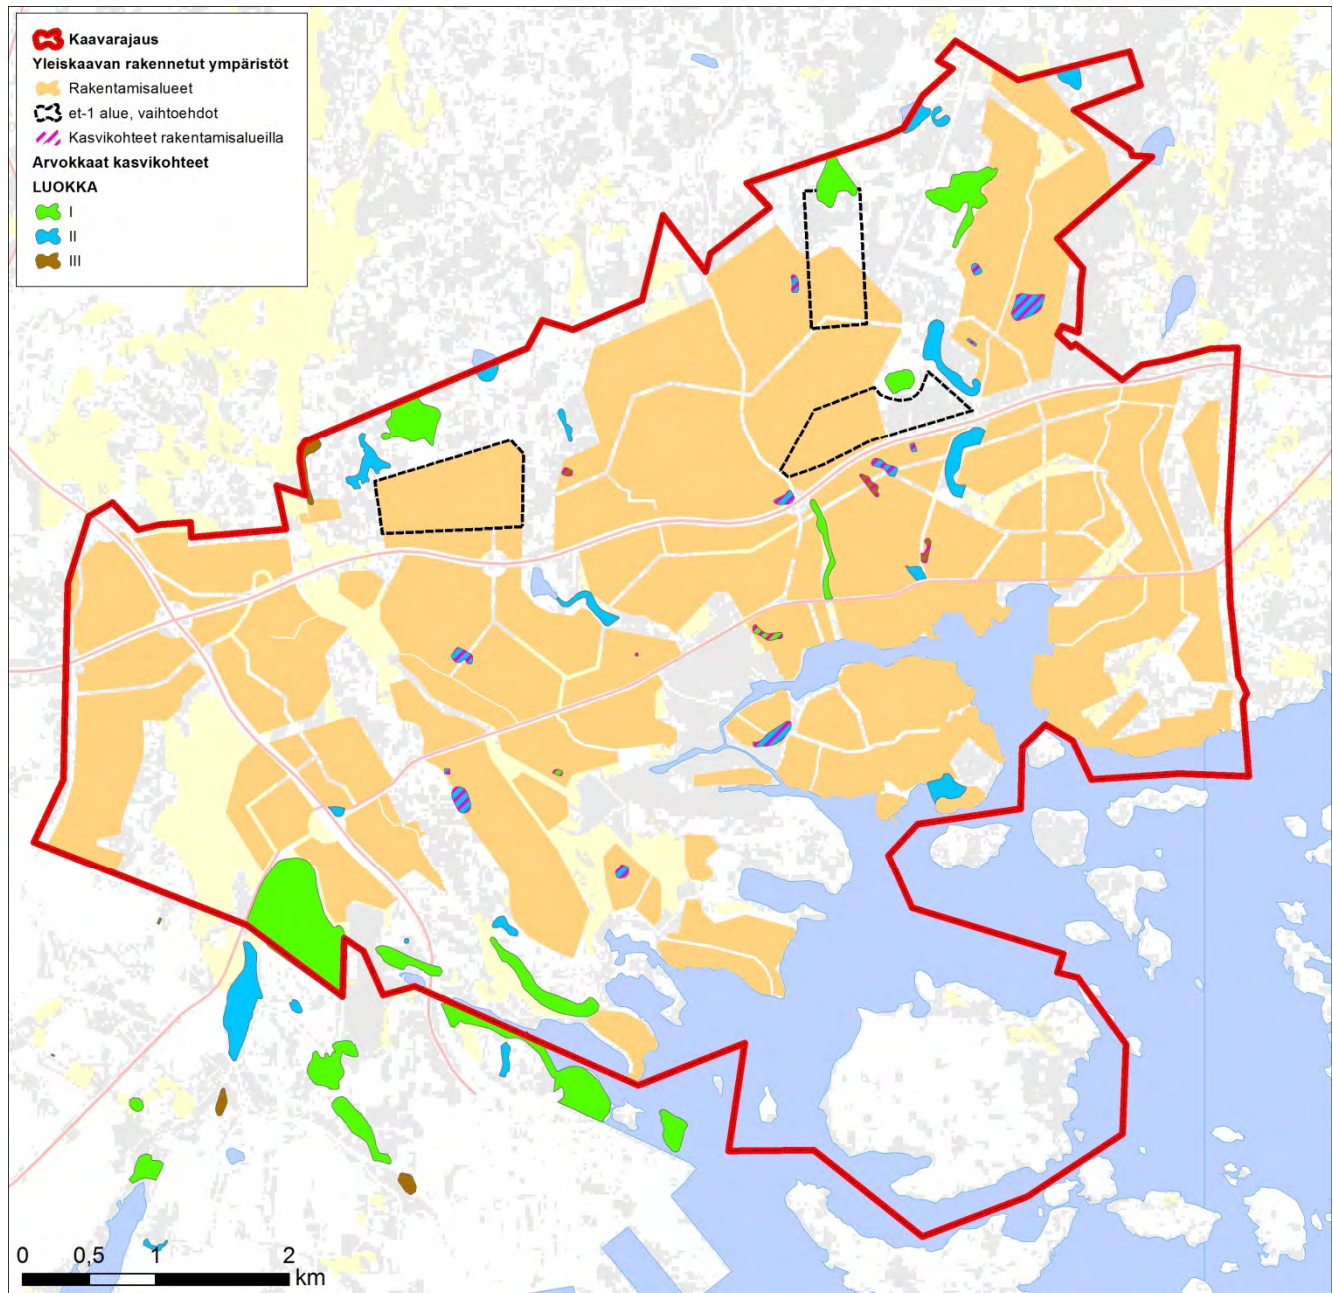 Kaavarajaus
Yleiskaavan rakennetut ympäristöt
Rakentamisalueet
et-1 alue, vaihtoehdot
Kasvikohteet rakentamisalueilla
Arvokkaat kasvikohteet
LUOKKA
I
II
III
0 0,5 1 2
km